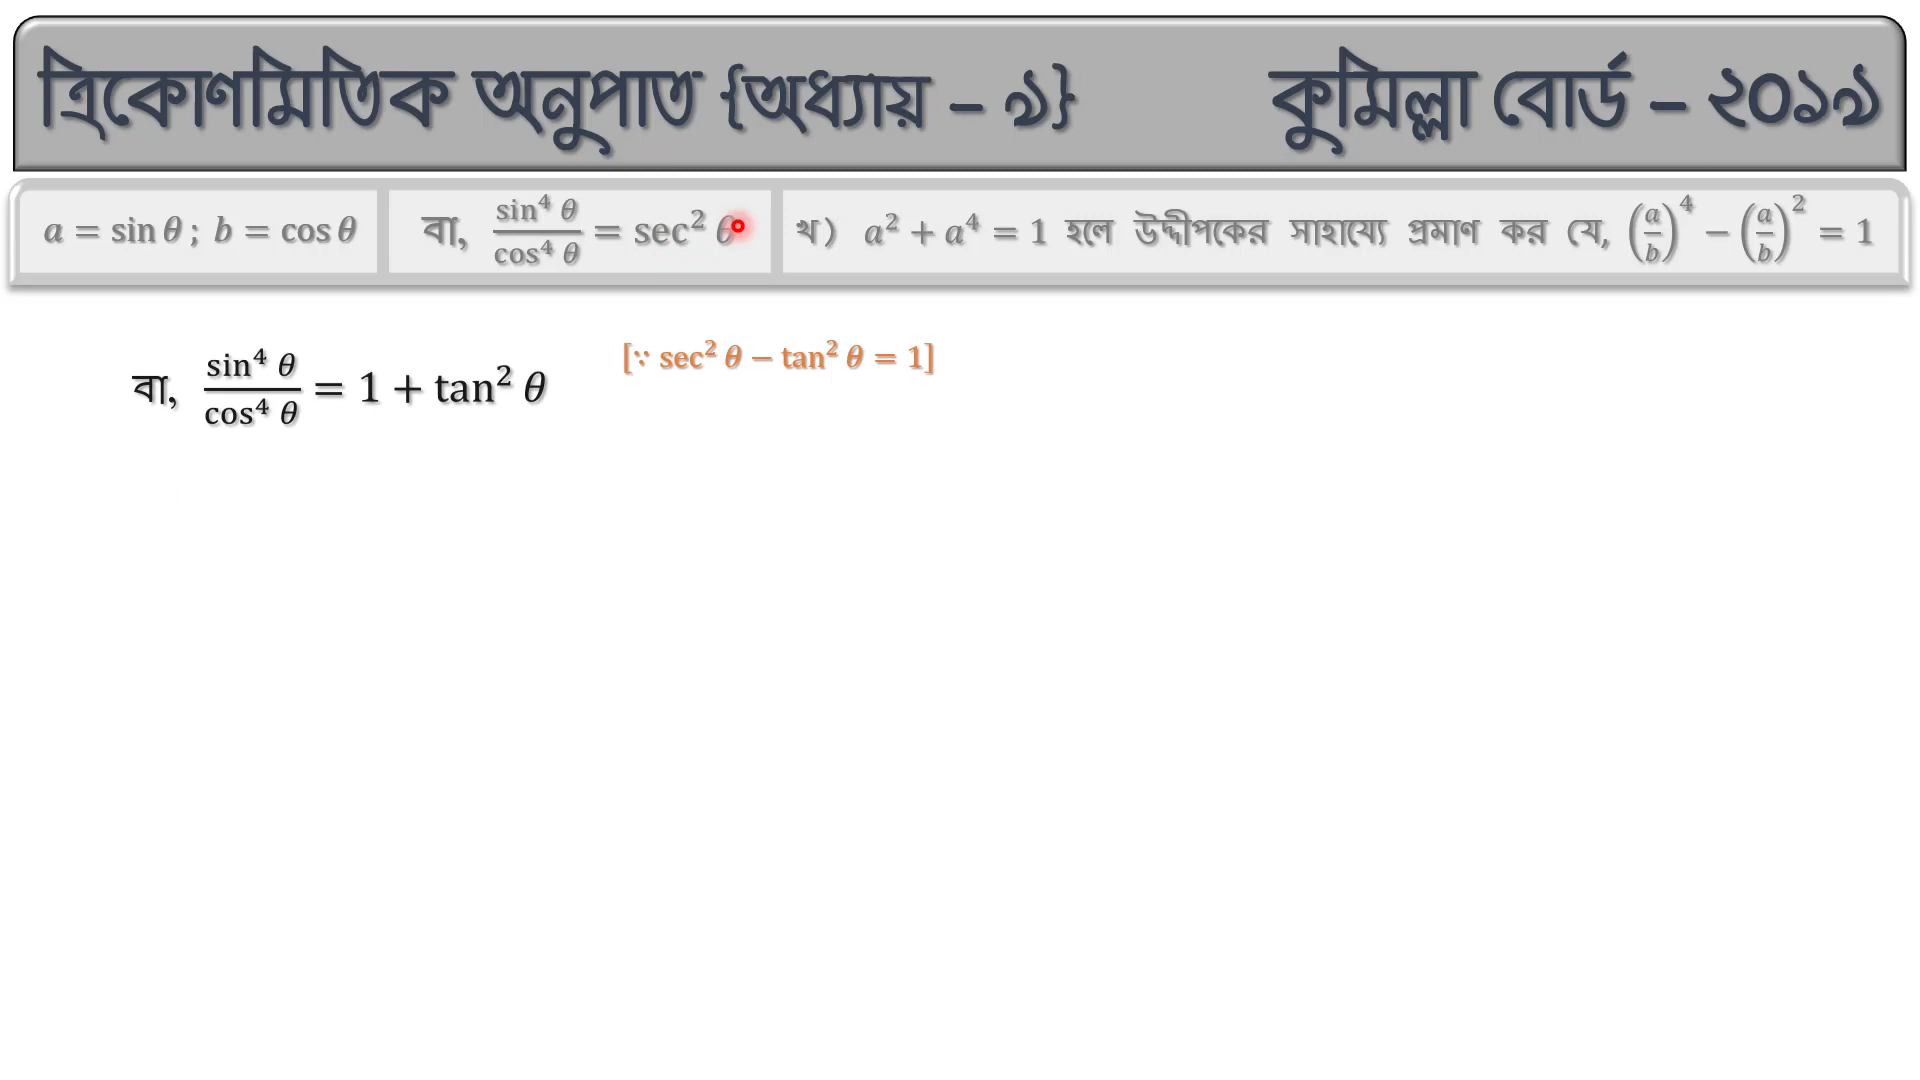 ত্রিকোণমিতিক অনুপাত {অধ্যায় – ৯} কুমিল্লা বোর্ড – ২০১৯
a = sin θ ; b = cos θ
বা, sin⁴ θ / cos⁴ θ = sec² θ
খ) a² + a⁴ = 1 হলে উদ্দীপকের সাহায্যে প্রমাণ কর যে, (a/b)⁴ − (a/b)² = 1
বা, sin⁴ θ / cos⁴ θ = 1 + tan² θ [∵ sec² θ − tan² θ = 1]